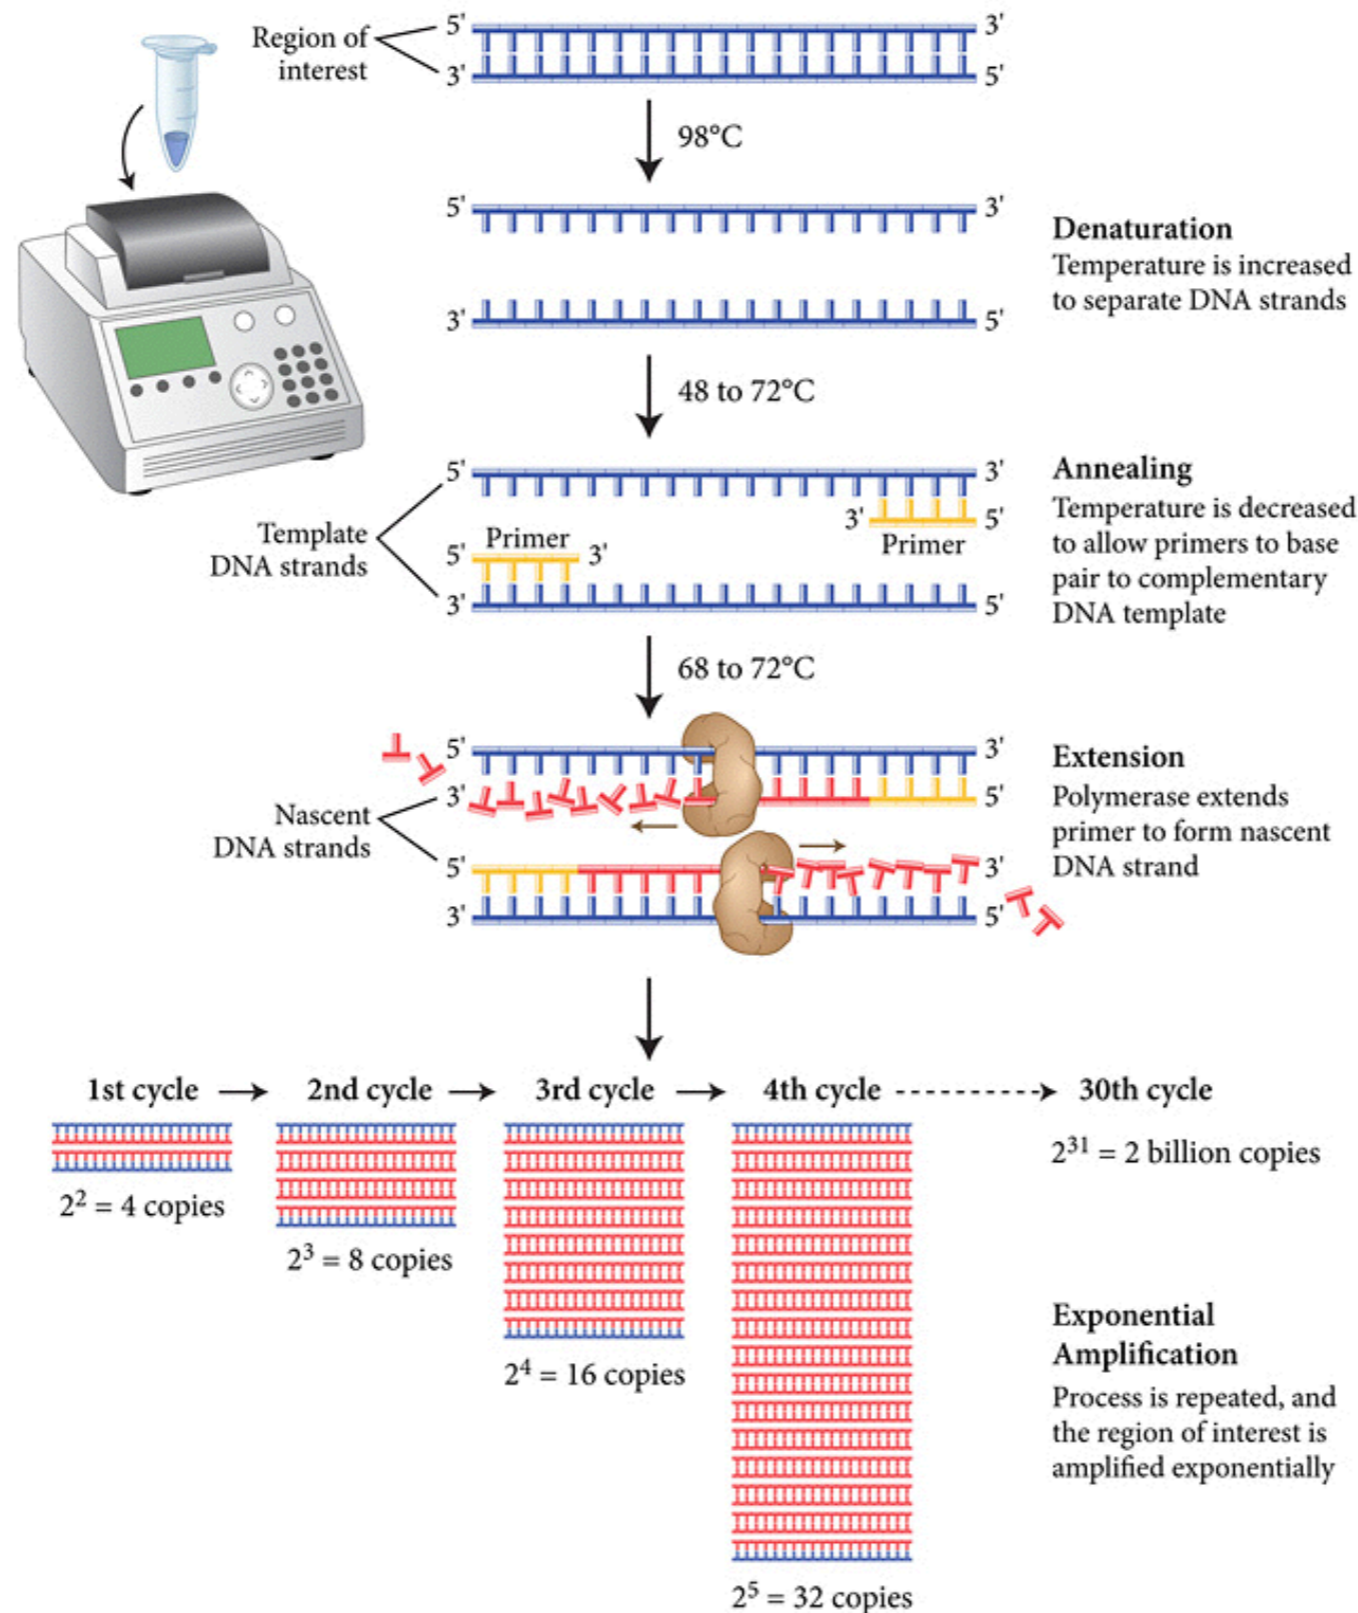 Region of
interest
5'
3'
3'
5'
98°C
5'
3'
3'
5'
Denaturation
Temperature is increased
to separate DNA strands
48 to 72°C
Template
DNA strands
5'
3'
3'
5'
Primer
Primer
5'
3'
3'
5'
Annealing
Temperature is decreased
to allow primers to base
pair to complementary
DNA template
68 to 72°C
Nascent
DNA strands
5'
3'
3'
5'
5'
3'
3'
5'
Extension
Polymerase extends
primer to form nascent
DNA strand
1st cycle
2nd cycle
3rd cycle
4th cycle
30th cycle
2² = 4 copies
2³ = 8 copies
2⁴ = 16 copies
2⁵ = 32 copies
2³¹ = 2 billion copies
Exponential
Amplification
Process is repeated, and
the region of interest is
amplified exponentially